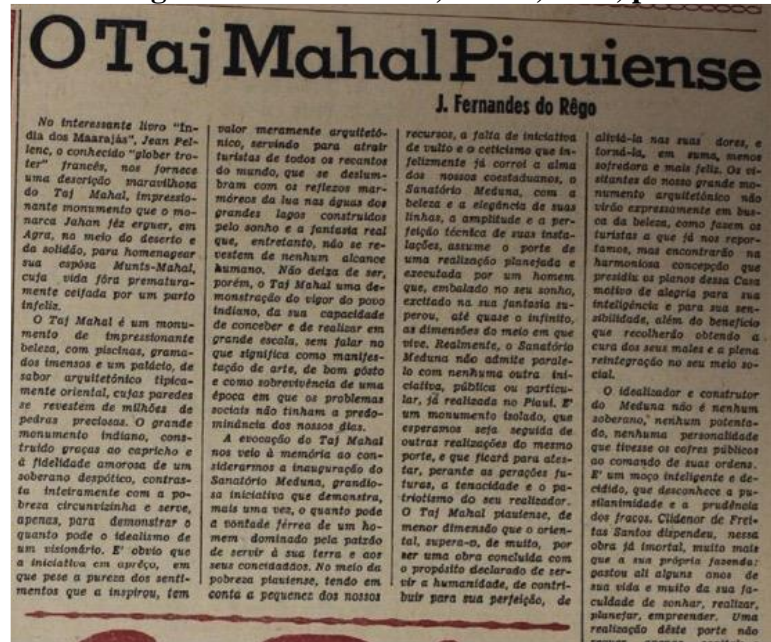 O Taj Mahal Piauiense
J. Fernandes do Rêgo
No interessante livro "Ín-
dia dos Maarajás", Jean Pel-
lenc, o conhecido "glober tro-
ter" francês, nos fornece
uma descrição maravilhosa
do Taj Mahal, impressio-
nante monumento que o mo-
narca Jahan fêz erguer, em
Agra, no meio do deserto e
da solidão, para homenagear
sua espôsa Munts-Mahal,
cuja vida fôra prematura-
mente ceifada por um parto
infeliz.
O Taj Mahal é um monu-
mento de impressionante
beleza, com piscinas, grama-
dos imensos e um palácio, de
sabor arquitetônico tipica-
mente oriental, cujas paredes
se revestem de milhões de
pedras preciosas. O grande
monumento indiano, cons-
truído graças ao capricho e
à fidelidade amorosa de um
soberano despótico, contras-
ta inteiramente com a po-
breza circunvizinha e serve,
apenas, para demonstrar o
quanto pode o idealismo de
um visionário. E' obvio que
a iniciativa em aprêço, em
que pese a pureza dos senti-
mentos que a inspirou, tem
valor meramente arquitetô-
nico, servindo para atrair
turistas de todos os recantos
do mundo, que se deslum-
bram com os reflexos mar-
móreos da lua nas águas dos
grandes lagos construidos
pelo sonho e a fantasia real
que, entretanto, não se re-
vestem de nenhum alcance
humano. Não deixa de ser,
porém, o Taj Mahal uma de-
monstração do vigor do povo
indiano, da sua capacidade
de conceber e de realizar em
grande escala, sem falar no
que significa como manifes-
tação de arte, de bom gôsto
e como sobrevivência de uma
época em que os problemas
sociais não tinham a predo-
minância dos nossos dias.
A evocação do Taj Mahal
nos veio à memória ao con-
siderarmos a inauguração do
Sanatório Meduna, grandio-
sa iniciativa que demonstra,
mais uma vez, o quanto pode
a vontade férrea de um ho-
mem dominado pela paixão
de servir à sua terra e aos
seus concidadãos. No meio da
pobreza piauiense, tendo em
conta a pequenez dos nossos
recursos, a falta de iniciativa
de vulto e o ceticismo que in-
felizmente já corroi a alma
dos nossos coestaduanos, o
Sanatório Meduna, com a
beleza e a elegância de suas
linhas, a amplitude e a per-
feição técnica de suas insta-
lações, assume o porte de
uma realização planejada e
executada por um homem
que, embalado no seu sonho,
excitado na sua fantasia su-
perou, até quase o infinito,
as dimensões do meio em que
vive. Realmente, o Sanatório
Meduna não admite parale-
lo com nenhuma outra ini-
ciativa, pública ou particu-
lar, já realizada no Piauí. E'
um monumento isolado, que
esperamos seja seguida de
outras realizações do mesmo
porte, e que ficará para ates-
tar, perante as gerações fu-
turas, a tenacidade e o pa-
triotismo do seu realizador.
O Taj Mahal piauiense, de
menor dimensão que o orien-
tal, supera-o, de muito, por
ser uma obra concluida com
o propósito declarado de ser-
vir a humanidade, de contri-
buir para sua perfeição, de
aliviá-la nas suas dores, e
torná-la, em suma, menos
sofredora e mais feliz. Os vi-
sitantes do nosso grande mo-
numento arquitetônico não
virão expressamente em bus-
ca da beleza, como fazem os
turistas a que já nos repor-
tamos, mas encontrarão na
harmoniosa concepção que
presidiu os planos dessa Casa
motivo de alegria para sua
inteligência e para sua sen-
sibilidade, além do benefício
que recolherão obtendo a
cura dos seus males e a plena
reintegração no seu meio so-
cial.
O idealizador e construtor
do Meduna não é nenhum
soberano, nenhum potenta-
do, nenhuma personalidade
que tivesse os cofres públicos
ao comando de suas ordens.
E' um moço inteligente e de-
cidido, que desconhece a pu-
silanimidade e a prudência
dos fracos. Clidenor de Frei-
tas Santos dispendeu, nessa
obra já imortal, muito mais
que a sua própria fazenda:
gastou ali alguns anos de
sua vida e muito da sua fa-
culdade de sonhar, realizar,
planejar, empreender. Uma
realização dêste porte não